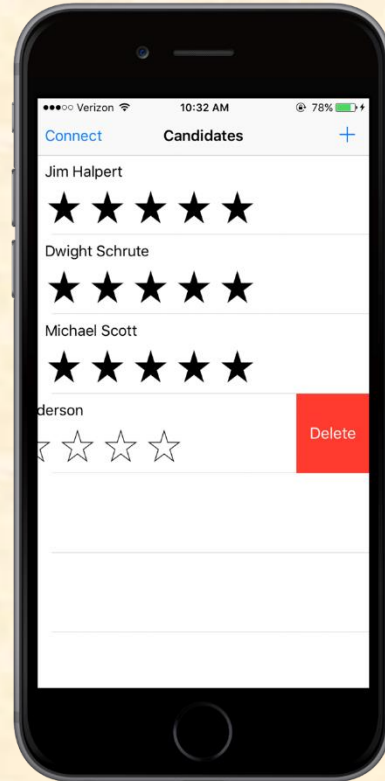 Verizon 10:32 AM 78%
Connect Candidates +
Jim Halpert
Dwight Schrute
Michael Scott
derson
Delete